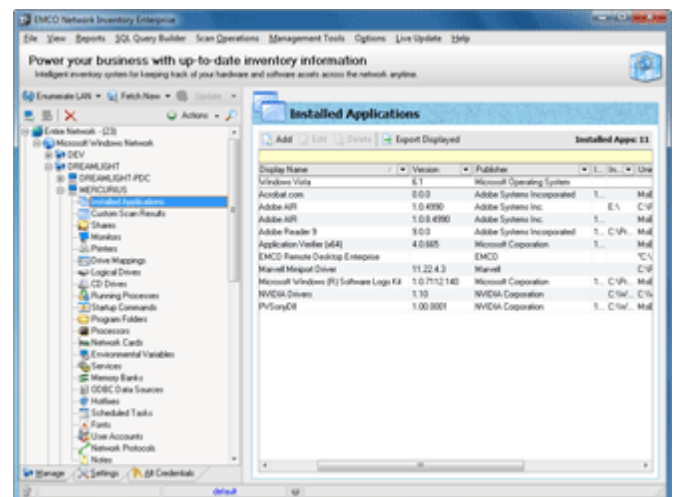 EMCO Network Inventory Enterprise
File View Reports SQL Query Builder Scan Operations Management Tools Options Live Update Help
Power your business with up-to-date inventory information
Intelligent inventory system for keeping track of your hardware and software assets across the network anytime.
Enumerate LAN Fetch New Update
Actions
Entire Network - (23)
Microsoft Windows Network
DEV
DREAMLIGHT
DREAMLIGHT-PDC
MERCURIUS
Installed Applications
Custom Scan Results
Shares
Monitors
Printers
Drive Mappings
Logical Drives
CD Drives
Running Processes
Startup Commands
Program Folders
Processors
Network Cards
Environmental Variables
Services
Memory Banks
ODBC Data Sources
Hotfixes
Scheduled Tasks
Fonts
User Accounts
Network Protocols
Notes
Manage Settings All Credentials
default
Installed Applications
Add Edit Delete Export Displayed Installed Apps: 11
Display Name Version Publisher I... In... Unin
Windows Vista 6.1 Microsoft Operating System
Acrobat.com 0.0.0 Adobe Systems Incorporated 1...
Adobe AIR 1.0.4990 Adobe Systems Inc. E:\
Adobe AIR 1.0.8.4990 Adobe Systems Inc. 1...
Adobe Reader 9 9.0.0 Adobe Systems Incorporated 1...
Application Verifier (x64) 4.0.665 Microsoft Corporation 1...
EMCO Remote Desktop Enterprise EMCO
Marvell Miniport Driver 11.22.4.3 Marvell
Microsoft Windows (R) Software Logo Kit 1.0.7112.140 Microsoft Corporation 1...
NVIDIA Drivers 1.10 NVIDIA Corporation
PVSonyDll 1.00.0001 NVIDIA Corporation 1...